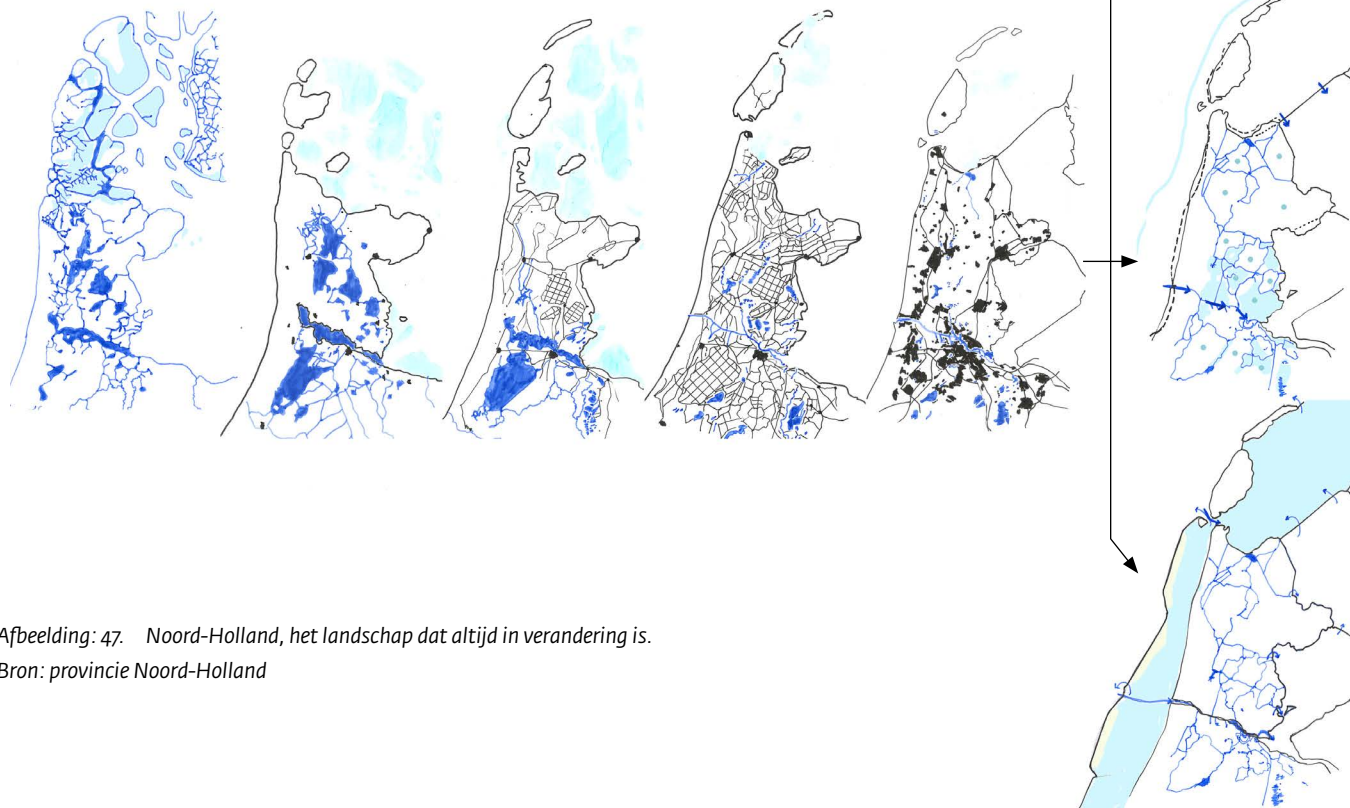 Afbeelding: 47. Noord-Holland, het landschap dat altijd in verandering is.
Bron: provincie Noord-Holland